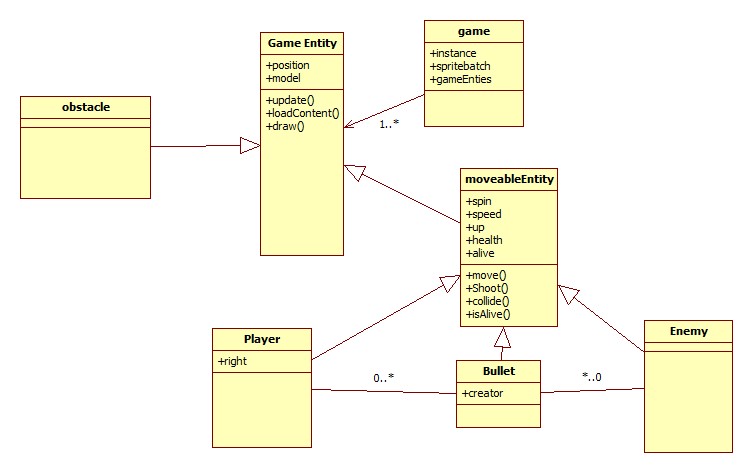 game
+instance
+spritebatch
+gameEnties
Game Entity
+position
+model
+update()
+loadContent()
+draw()
1..*
obstacle
moveableEntity
+spin
+speed
+up
+health
+alive
+move()
+Shoot()
+collide()
+isAlive()
Player
+right
Enemy
Bullet
+creator
0..*
*..0